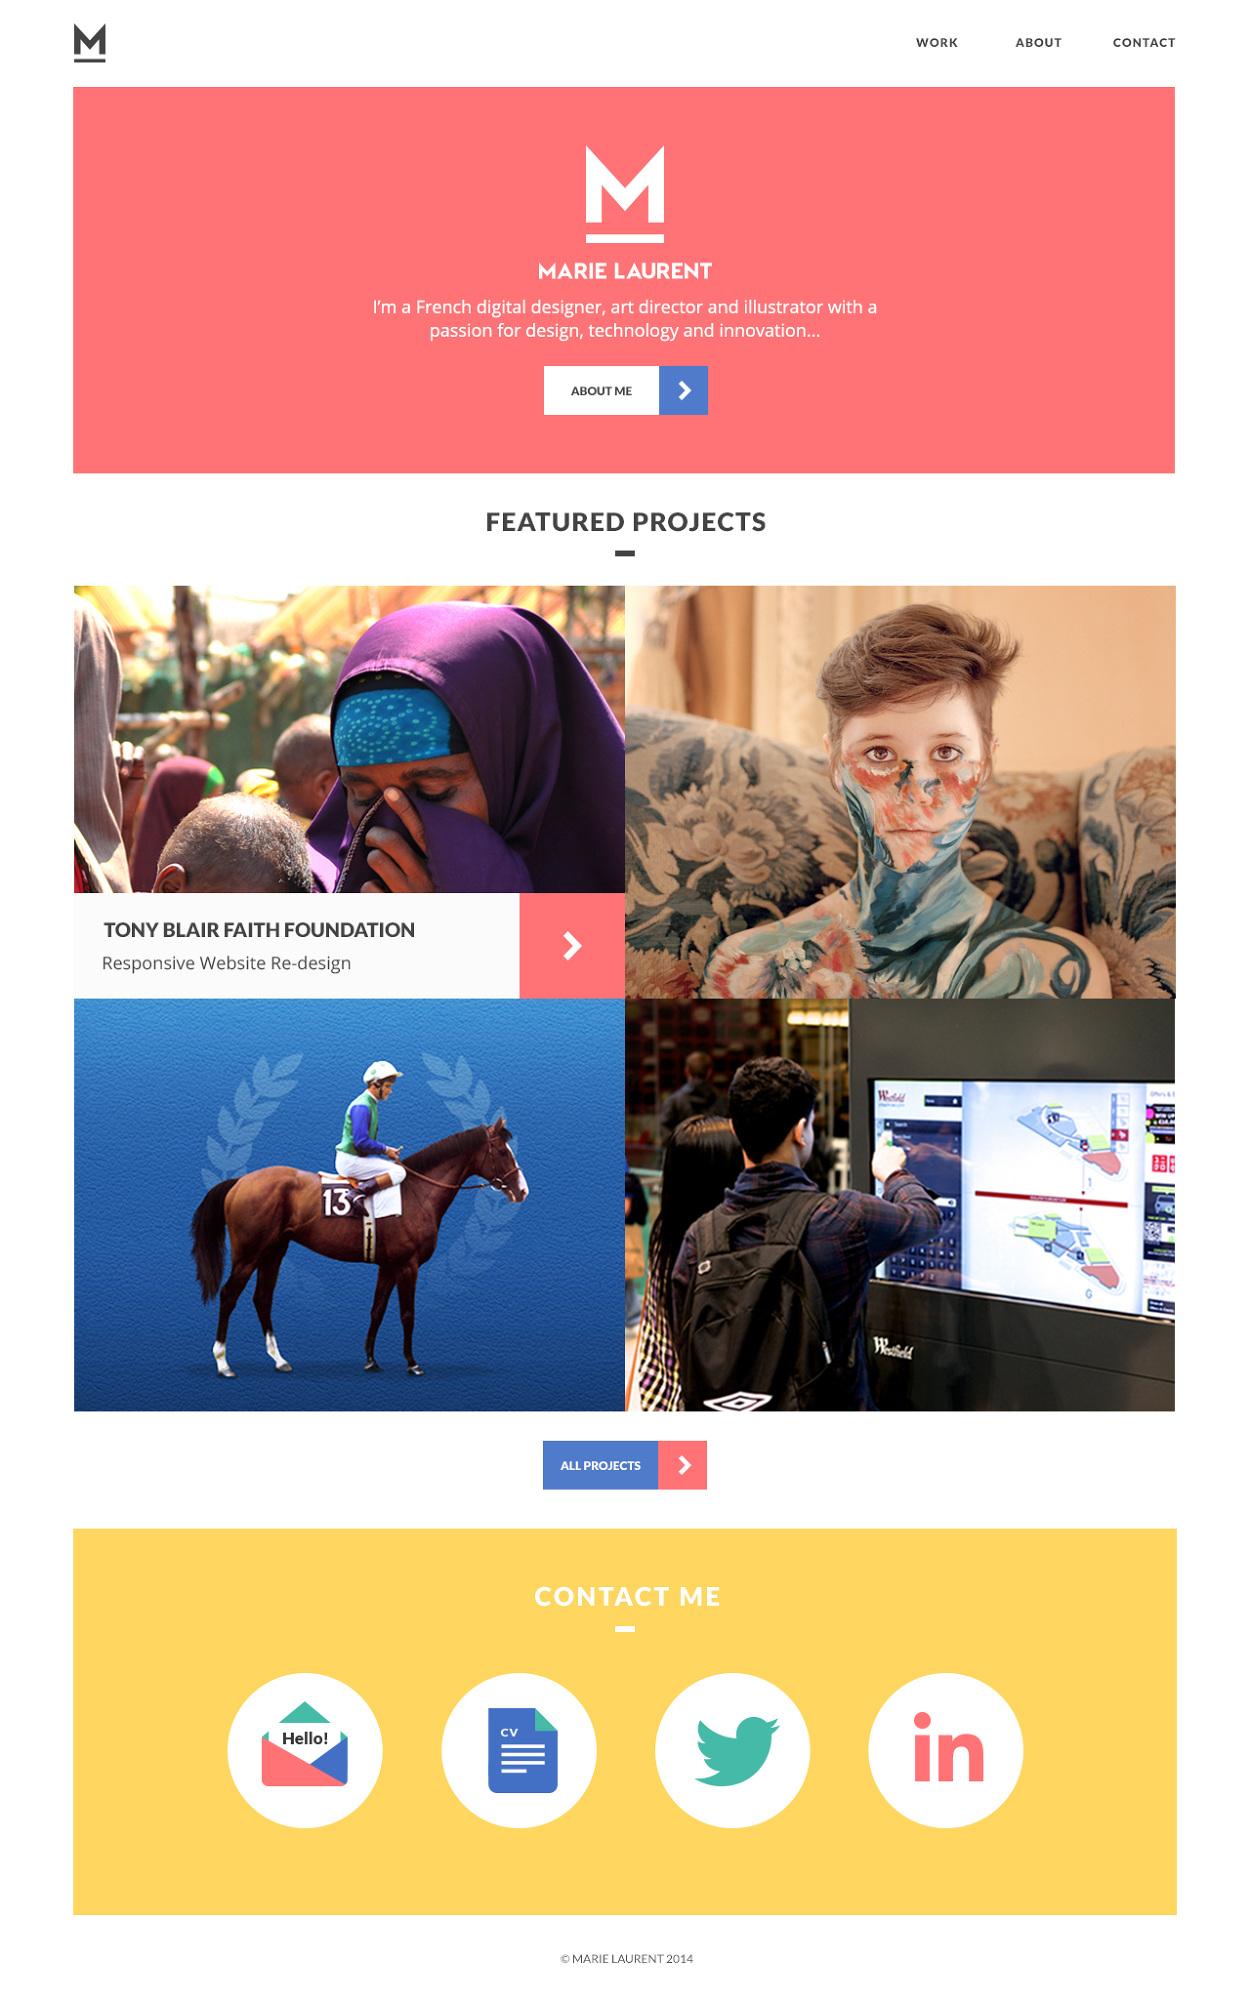 M
WORK
ABOUT
CONTACT
M
MARIE LAURENT
I'm a French digital designer, art director and illustrator with a
passion for design, technology and innovation...
ABOUT ME
FEATURED PROJECTS
TONY BLAIR FAITH FOUNDATION
Responsive Website Re-design
13
Westfield
Westfield
ALL PROJECTS
CONTACT ME
Hello!
CV
in
© MARIE LAURENT 2014